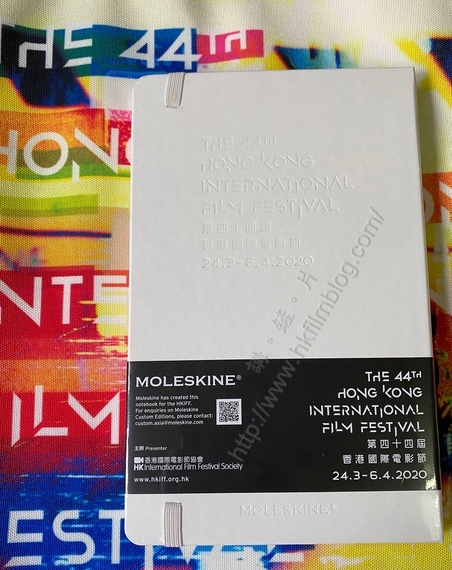 THE 44TH
HONG
INTE
ILM
FESTIV
THE 44TH
HONG KONG
INTERNATIONAL
FILM FESTIVAL
第四十四屆
香港國際電影節
24.3-6.4.2020
http://www.hkfilmblog.com/
MOLESKINE®
Moleskine has created this
notebook for the HKIFF.
For enquiries on Moleskine
Custom Editions, please contact:
custom.asia@moleskine.com
主辦 Presenter
香港國際電影節協會
HK International Film Festival Society
www.hkiff.org.hk
THE 44TH
HONG KONG
INTERNATIONAL
FILM FESTIVAL
第四十四屆
香港國際電影節
24.3-6.4.2020
MOLESKINE®